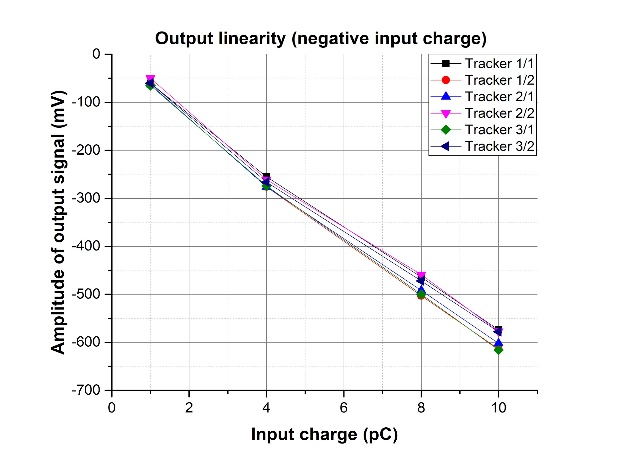 Output linearity (negative input charge)
Tracker 1/1
Tracker 1/2
Tracker 2/1
Tracker 2/2
Tracker 3/1
Tracker 3/2
Amplitude of output signal (mV)
0
-100
-200
-300
-400
-500
-600
-700
0 2 4 6 8 10
Input charge (pC)